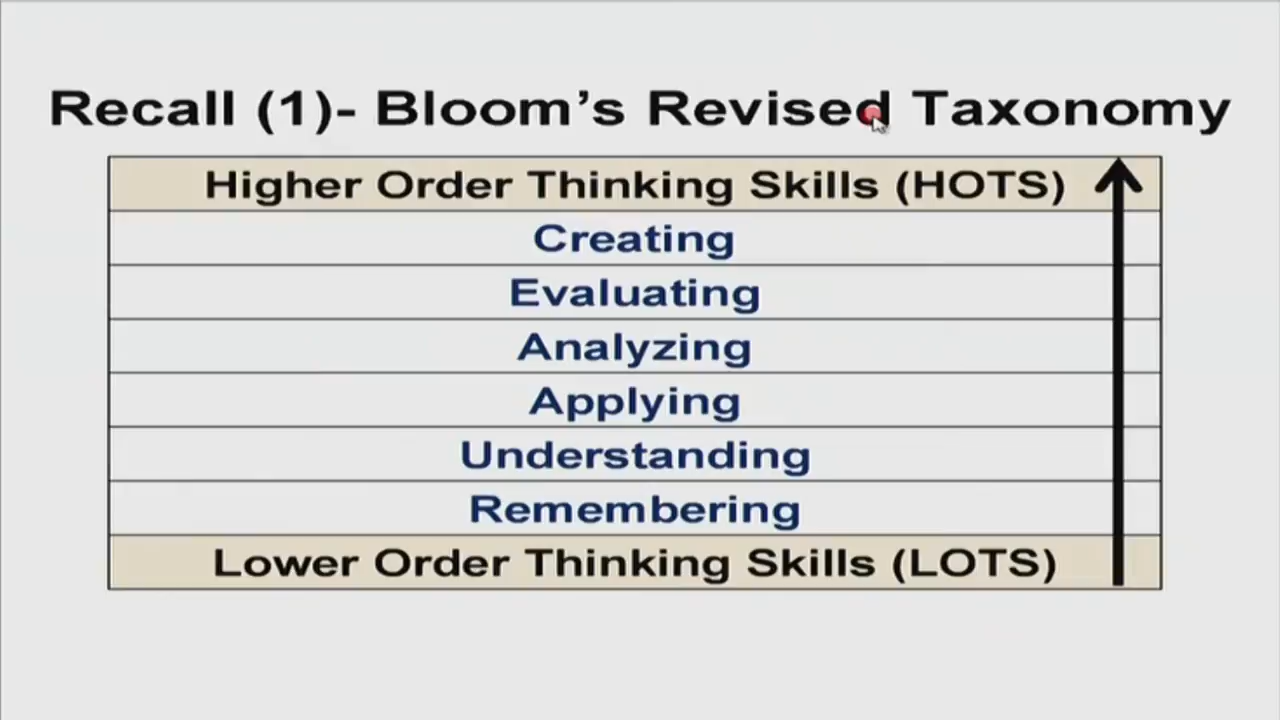 Recall (1)- Bloom’s Revised Taxonomy
Higher Order Thinking Skills (HOTS)
Creating
Evaluating
Analyzing
Applying
Understanding
Remembering
Lower Order Thinking Skills (LOTS)